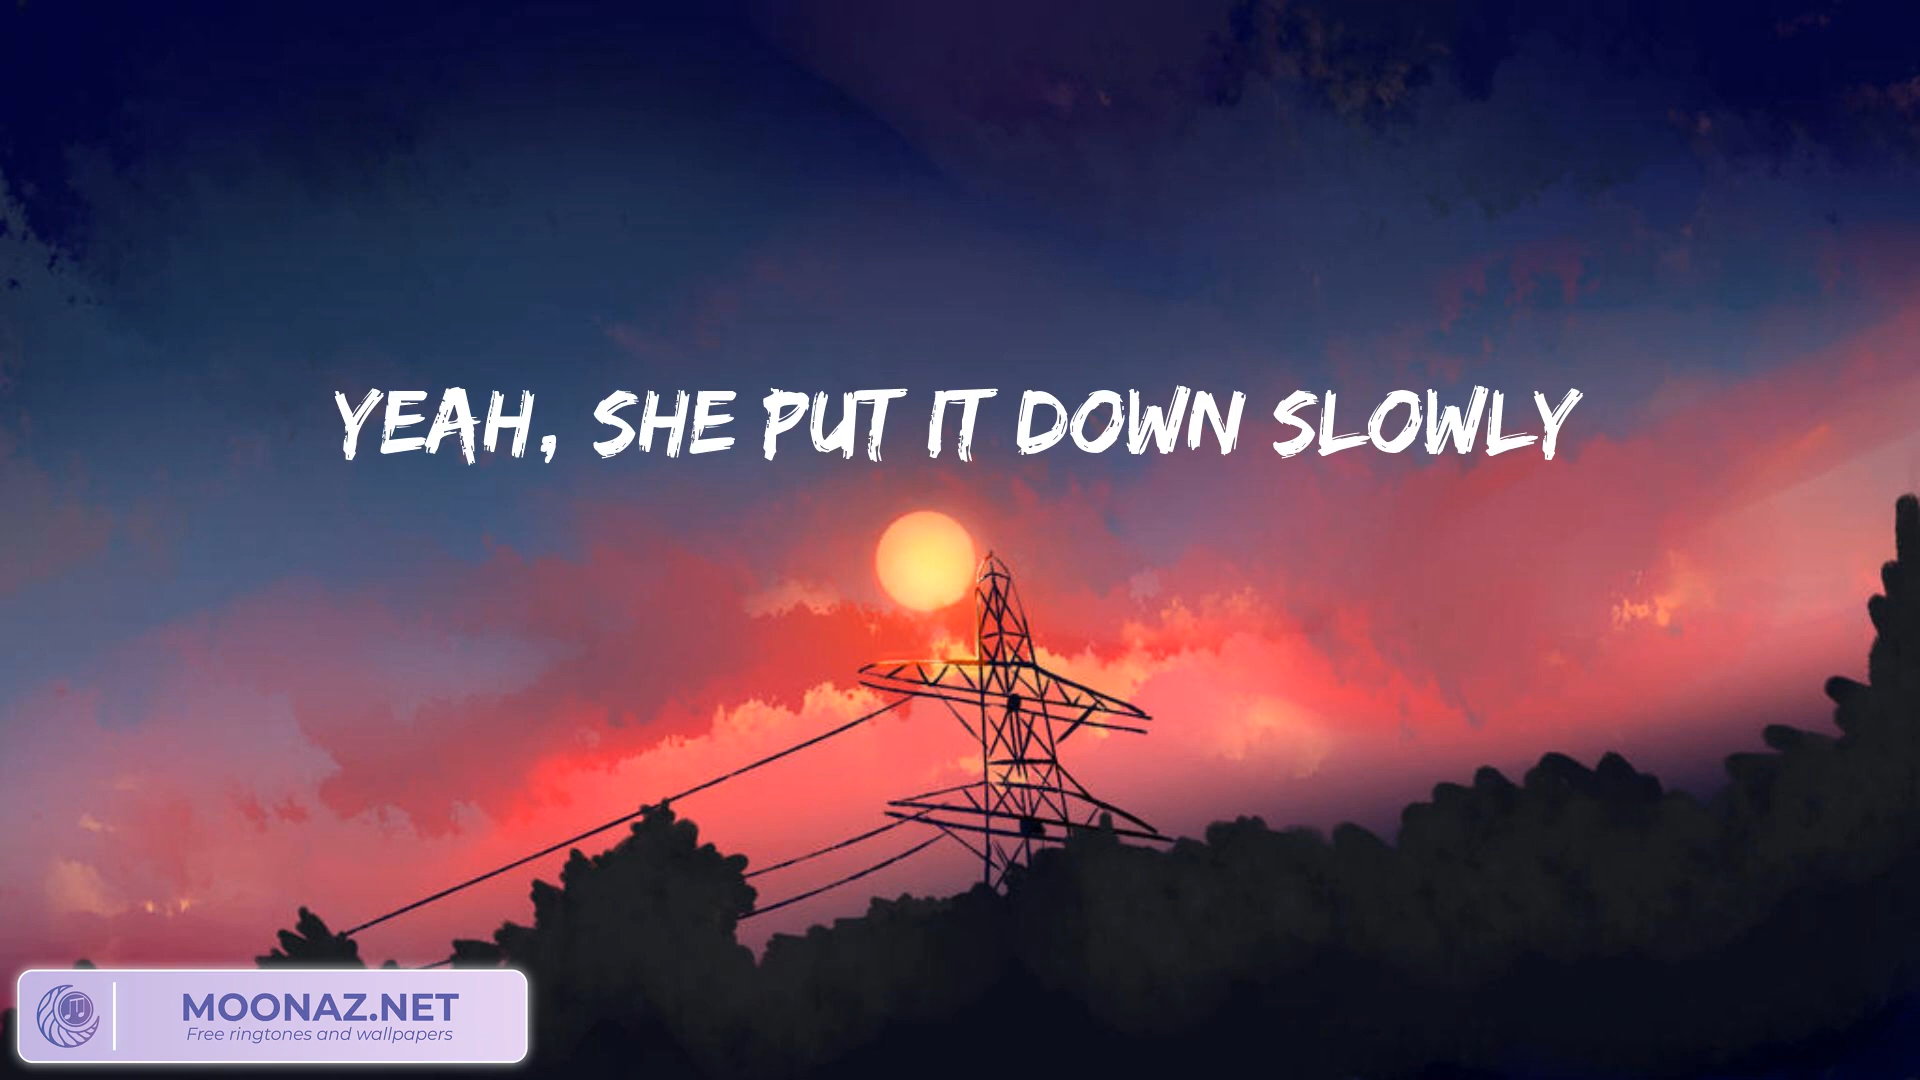 YEAH, SHE PUT IT DOWN SLOWLY
MOONAZ.NET
Free ringtones and wallpapers